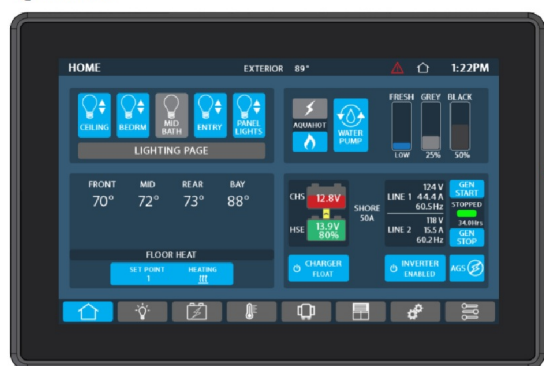 HOME EXTERIOR 89° 1:22PM
CEILING BEDRM MID BATH ENTRY PANEL LIGHTS
LIGHTING PAGE
AQUAHOT WATER PUMP
FRESH GREY BLACK
LOW 25% 50%
FRONT MID REAR BAY
70° 72° 73° 88°
FLOOR HEAT
SET POINT HEATING
1
CHS 12.8V
HSE 13.9V
80%
SHORE
50A
LINE 1 124 V
44.4 A
60.5Hz
LINE 2 118 V
15.5 A
60.2Hz
GEN START
STOPPED
34.0Hrs
GEN STOP
CHARGER
FLOAT
INVERTER
ENABLED
AGS